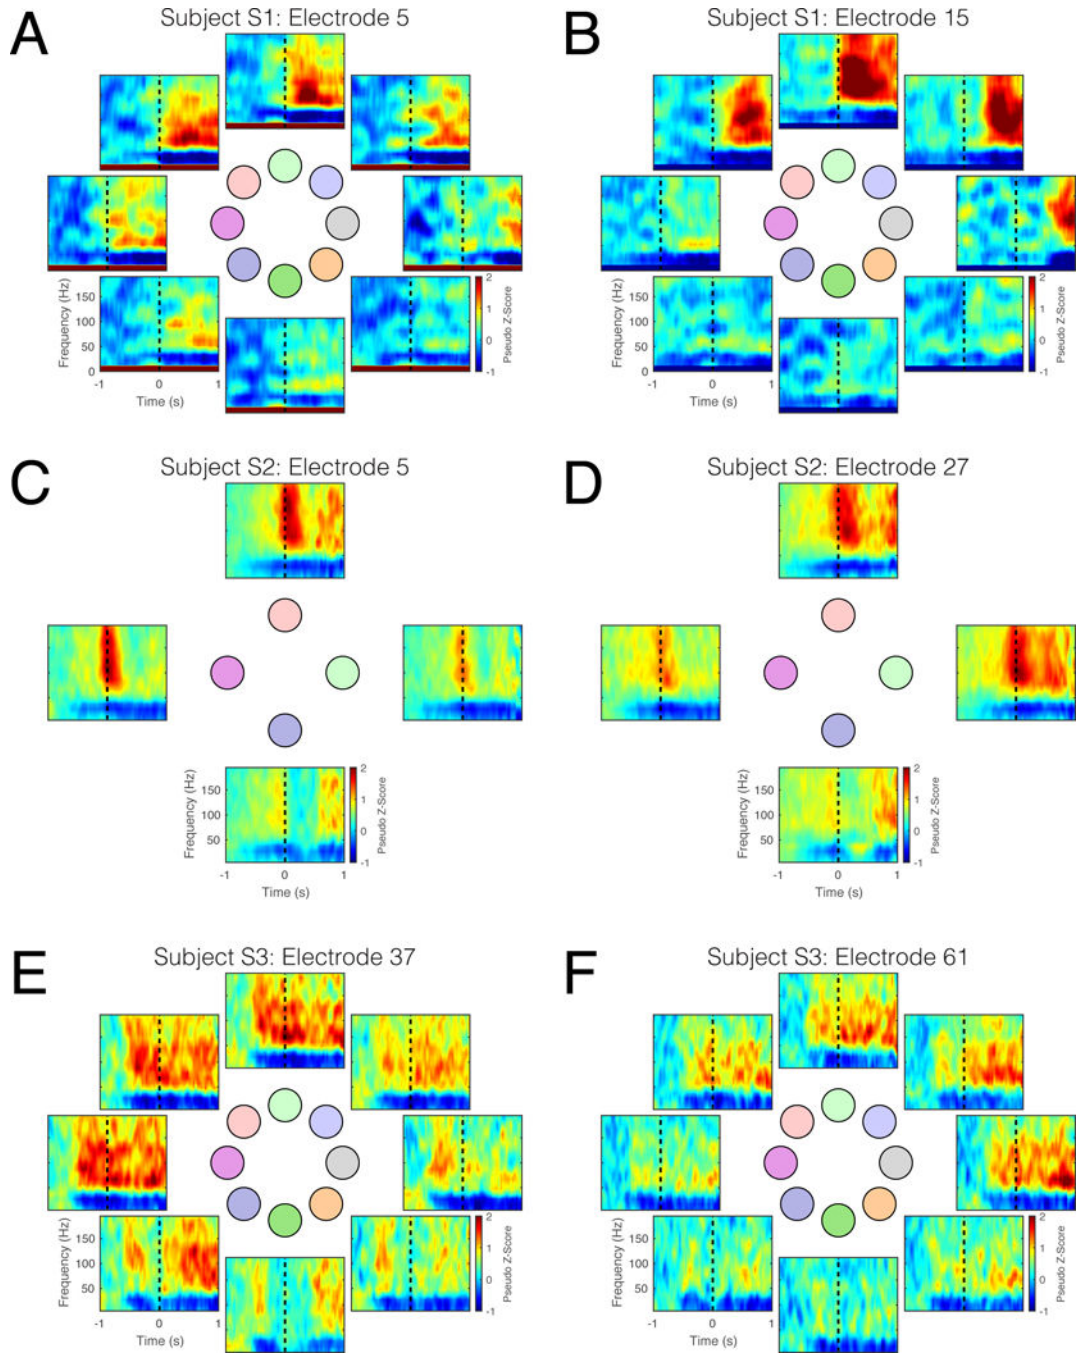 A
Subject S1: Electrode 5
Frequency (Hz)
150
100
50
0
-1
0
1
Time (s)
2
1
0
-1
Pseudo Z-Score
B
Subject S1: Electrode 15
Frequency (Hz)
150
100
50
0
-1
0
1
Time (s)
2
1
0
-1
Pseudo Z-Score
C
Subject S2: Electrode 5
Frequency (Hz)
150
100
50
-1
0
1
Time (s)
2
1
0
-1
Pseudo Z-Score
D
Subject S2: Electrode 27
Frequency (Hz)
150
100
50
-1
0
1
Time (s)
2
1
0
-1
Pseudo Z-Score
E
Subject S3: Electrode 37
Frequency (Hz)
150
100
50
-1
0
1
Time (s)
2
1
0
-1
Pseudo Z-Score
F
Subject S3: Electrode 61
Frequency (Hz)
150
100
50
-1
0
1
Time (s)
2
1
0
-1
Pseudo Z-Score